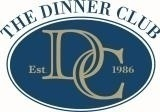 THE DINNER CLUB
DC
Est 1986